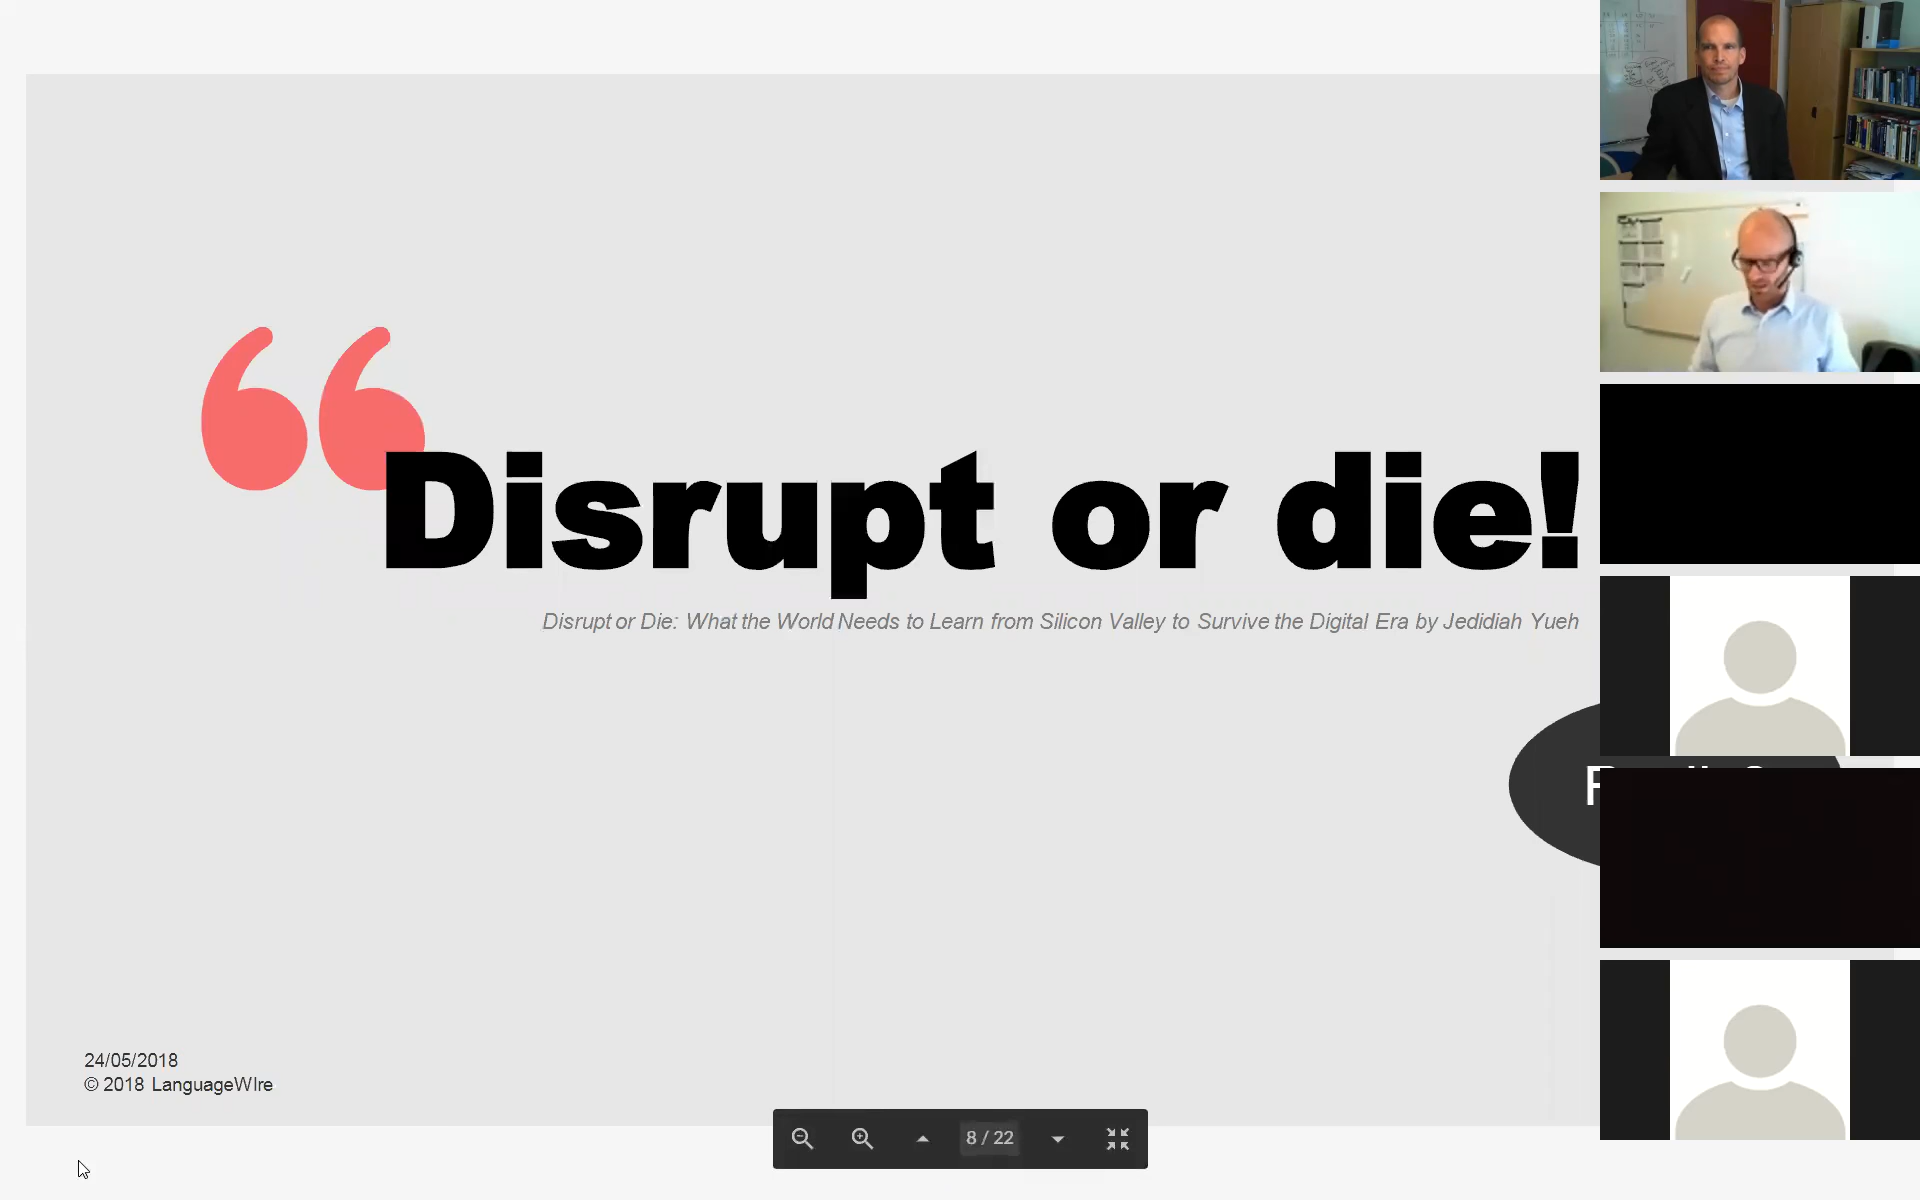 Disrupt or die!
Disrupt or Die: What the World Needs to Learn from Silicon Valley to Survive the Digital Era by Jedidiah Yueh
24/05/2018
© 2018 LanguageWIre
8 / 22